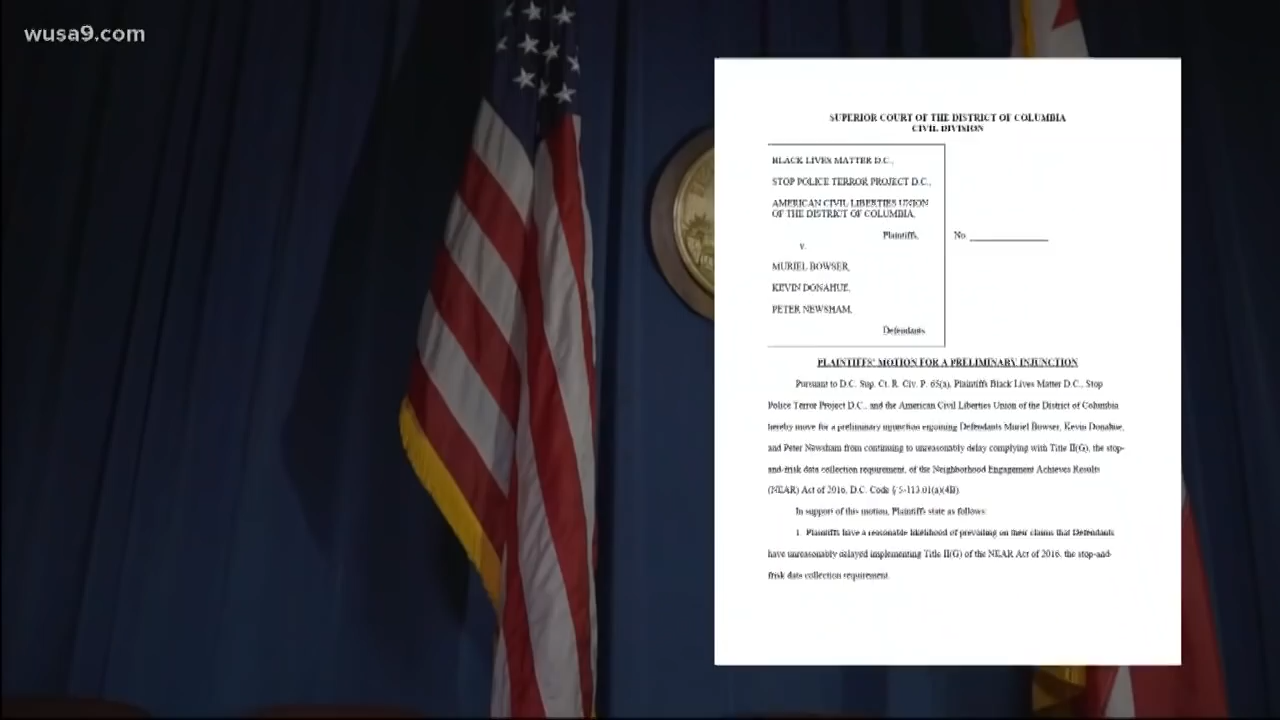 wusa9.com
SUPERIOR COURT OF THE DISTRICT OF COLUMBIA
CIVIL DIVISION
BLACK LIVES MATTER D.C.,
STOP POLICE TERROR PROJECT D.C.,
AMERICAN CIVIL LIBERTIES UNION
OF THE DISTRICT OF COLUMBIA,
Plaintiffs,
v.
No.
MURIEL BOWSER,
KEVIN DONAHUE,
PETER NEWSHAM,
Defendants.
PLAINTIFFS' MOTION FOR A PRELIMINARY INJUNCTION
Pursuant to D.C. Sup. Ct. R. Civ. P. 65(a), Plaintiffs Black Lives Matter D.C., Stop
Police Terror Project D.C., and the American Civil Liberties Union of the District of Columbia
hereby move for a preliminary injunction enjoining Defendants Muriel Bowser, Kevin Donahue,
and Peter Newsham from continuing to unreasonably delay complying with Title II(G), the stop-
and-frisk data collection requirement, of the Neighborhood Engagement Achieves Results
(NEAR) Act of 2016, D.C. Code § 5-113.01(a)(4B).
In support of this motion, Plaintiffs state as follows:
1. Plaintiffs have a reasonable likelihood of prevailing on their claims that Defendants
have unreasonably delayed implementing Title II(G) of the NEAR Act of 2016, the stop-and-
frisk data collection requirement.